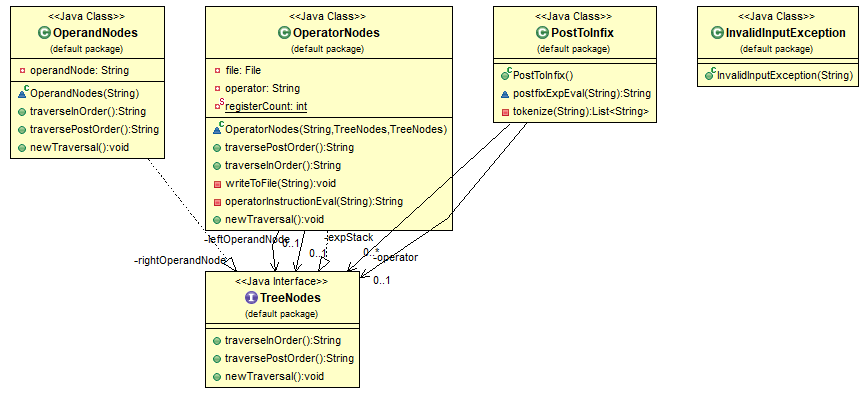 <<Java Class>>
OperandNodes
(default package)
operandNode: String
OperandNodes(String)
traverseInOrder():String
traversePostOrder():String
newTraversal():void
<<Java Class>>
OperatorNodes
(default package)
file: File
operator: String
registerCount: int
OperatorNodes(String,TreeNodes,TreeNodes)
traversePostOrder():String
traverseInOrder():String
writeToFile(String):void
operatorInstructionEval(String):String
newTraversal():void
<<Java Class>>
PostToInfix
(default package)
PostToInfix()
postfixExpEval(String):String
tokenize(String):List<String>
<<Java Class>>
InvalidInputException
(default package)
InvalidInputException(String)
-leftOperandNode
0..1
-expStack
0..1
0..*
-operator
-rightOperandNode
0..1
<<Java Interface>>
TreeNodes
(default package)
traverseInOrder():String
traversePostOrder():String
newTraversal():void